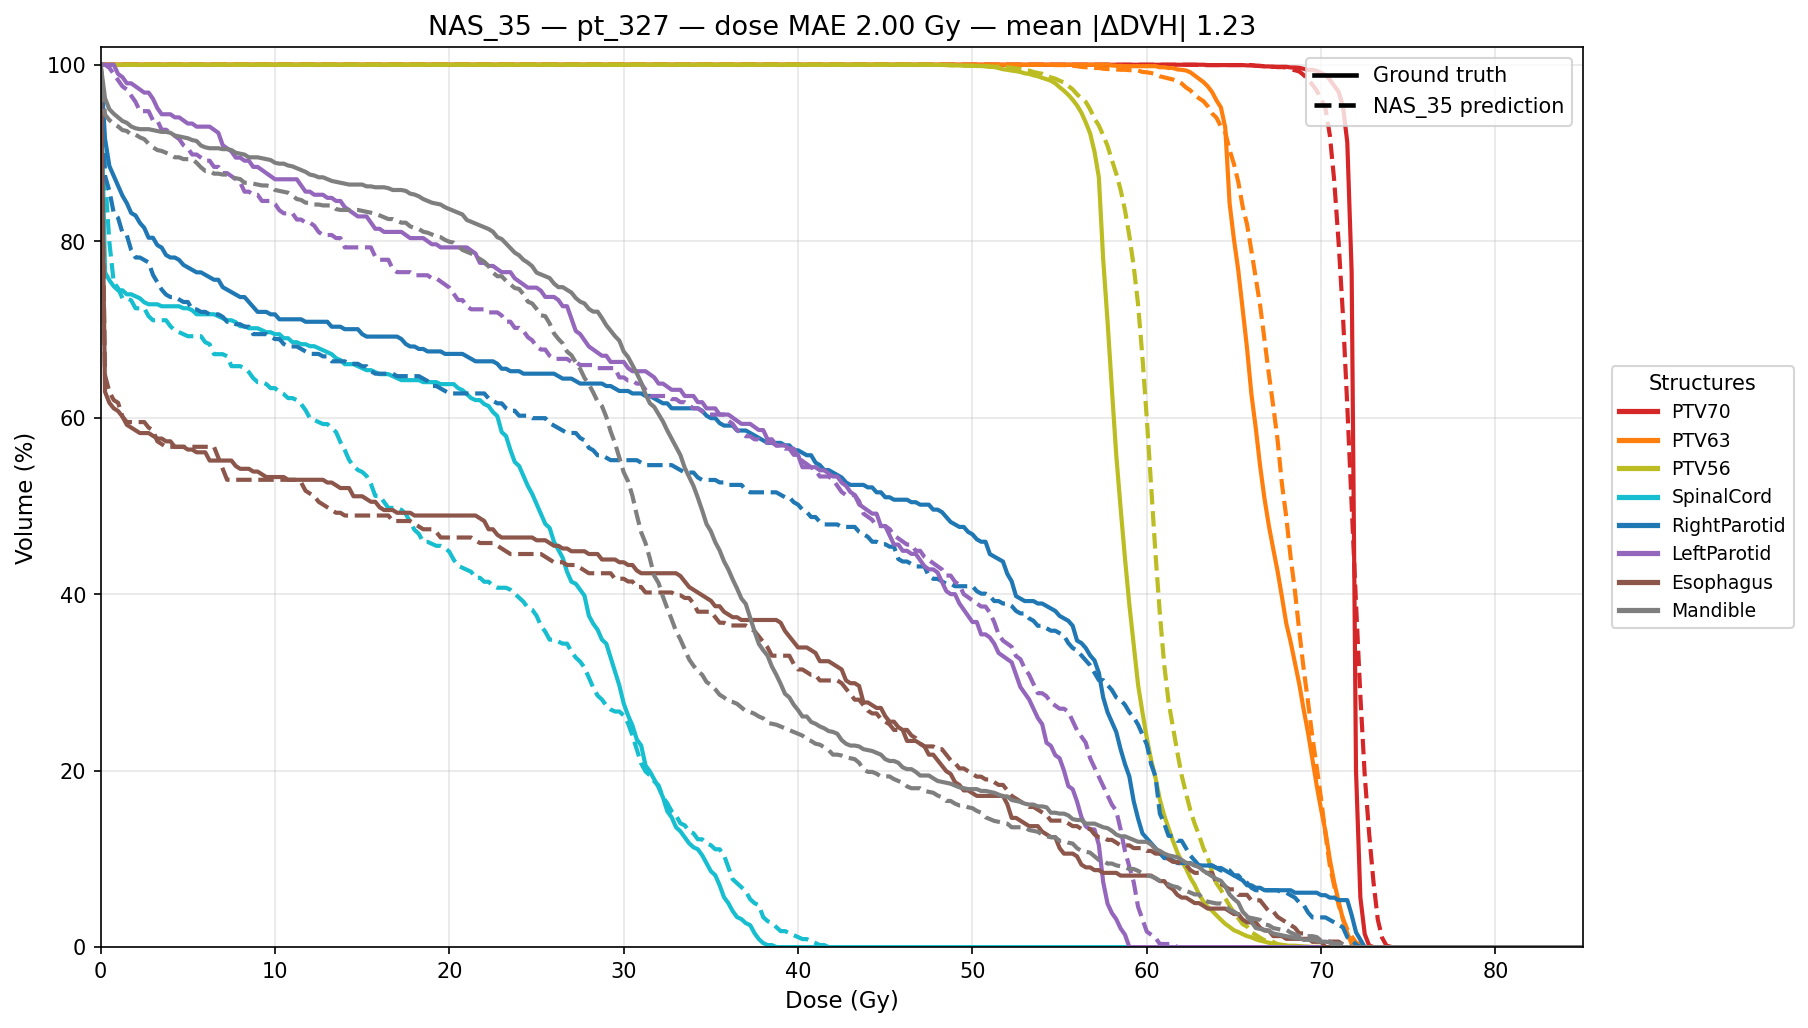 NAS_35 — pt_327 — dose MAE 2.00 Gy — mean |ΔDVH| 1.23
Ground truth
NAS_35 prediction
Volume (%)
100
80
60
40
20
0
0 10 20 30 40 50 60 70 80
Dose (Gy)
Structures
PTV70
PTV63
PTV56
SpinalCord
RightParotid
LeftParotid
Esophagus
Mandible